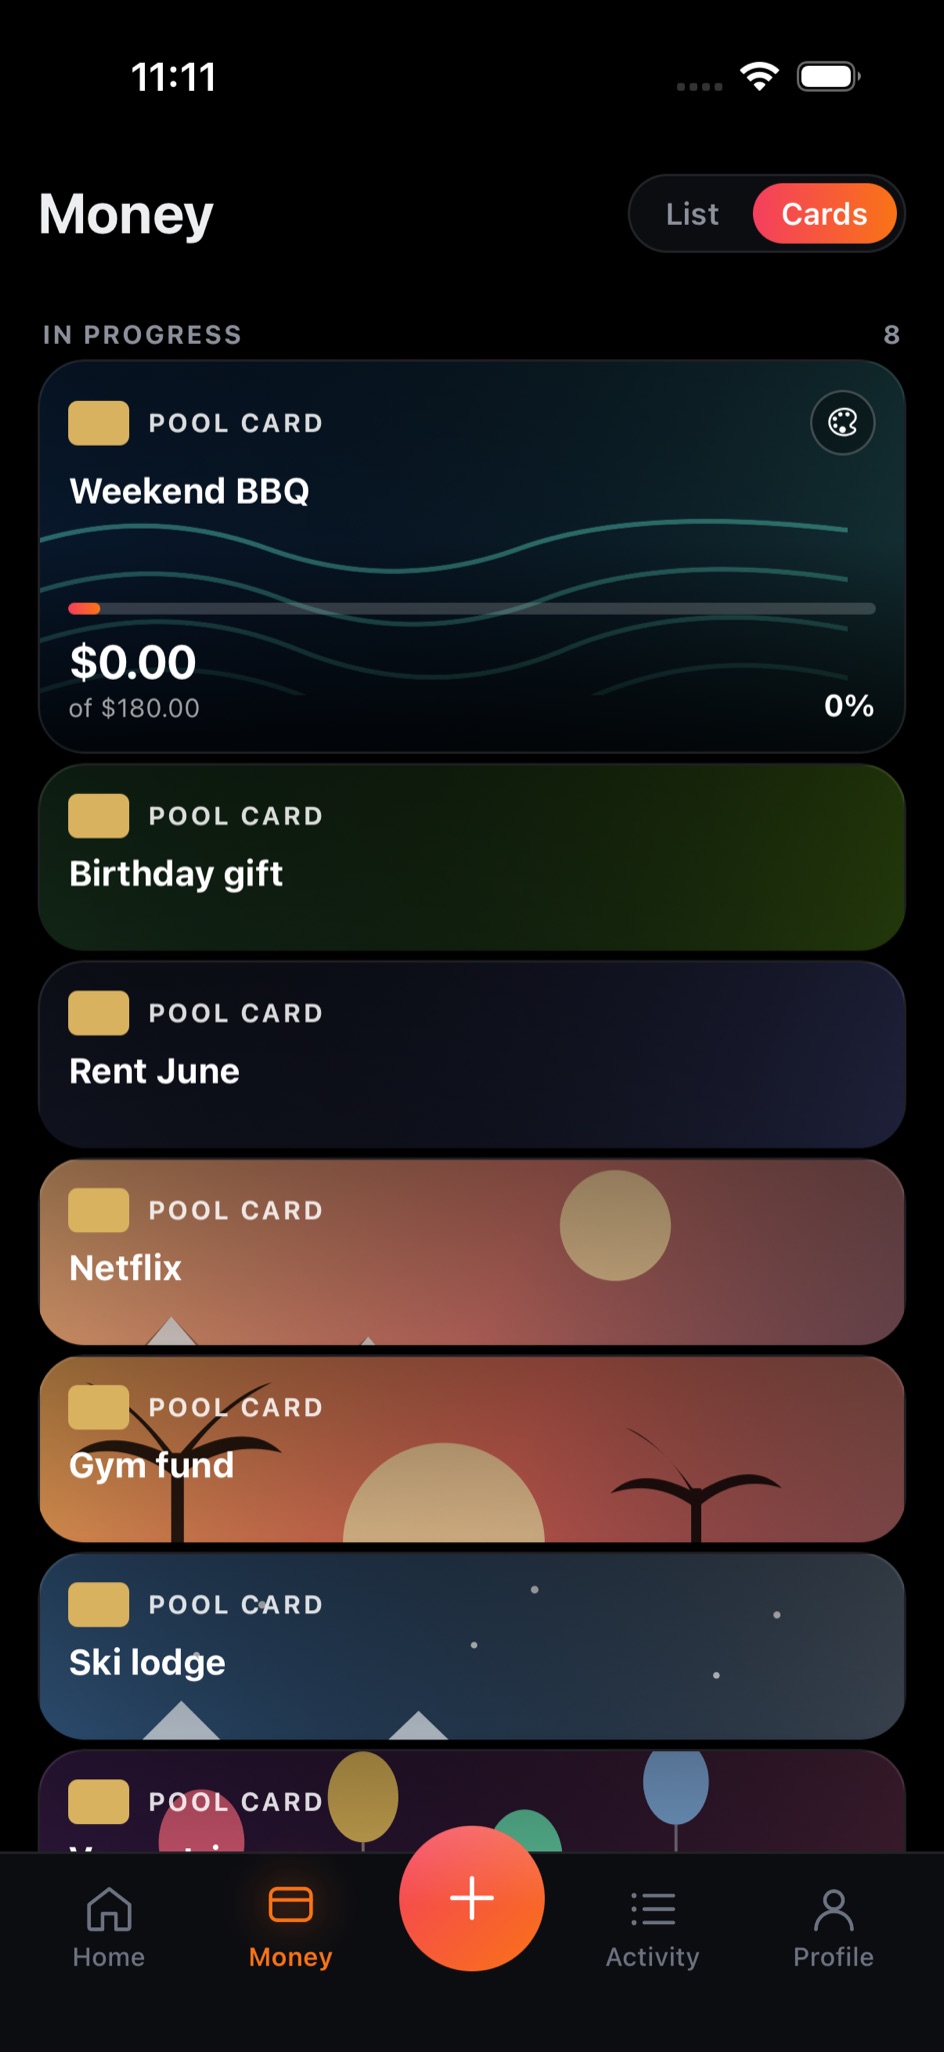 11:11
Money
List
Cards
IN PROGRESS
8
POOL CARD
Weekend BBQ
$0.00
of $180.00
0%
POOL CARD
Birthday gift
POOL CARD
Rent June
POOL CARD
Netflix
POOL CARD
Gym fund
POOL CARD
Ski lodge
POOL CARD
Home
Money
Activity
Profile